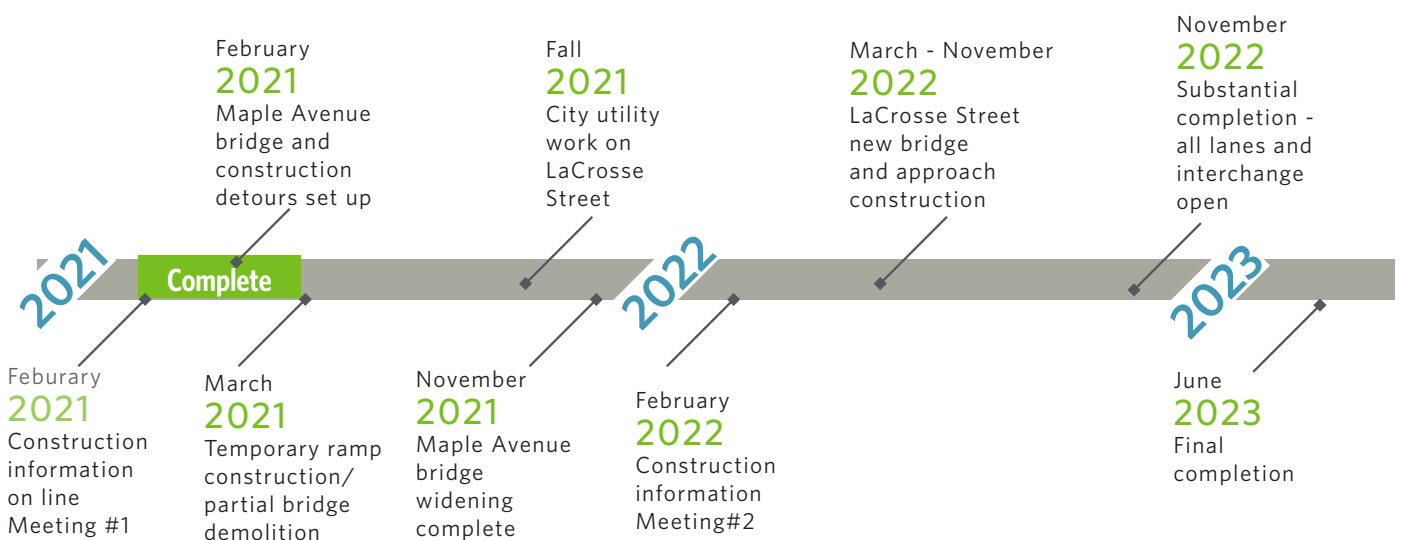 February
2021
Maple Avenue
bridge and
construction
detours set up
Fall
2021
City utility
work on
LaCrosse
Street
March - November
2022
LaCrosse Street
new bridge
and approach
construction
November
2022
Substantial
completion -
all lanes and
interchange
open
2021
Complete
2022
2023
Feburary
2021
Construction
information
on line
Meeting #1
March
2021
Temporary ramp
construction/
partial bridge
demolition
November
2021
Maple Avenue
bridge
widening
complete
February
2022
Construction
information
Meeting#2
June
2023
Final
completion